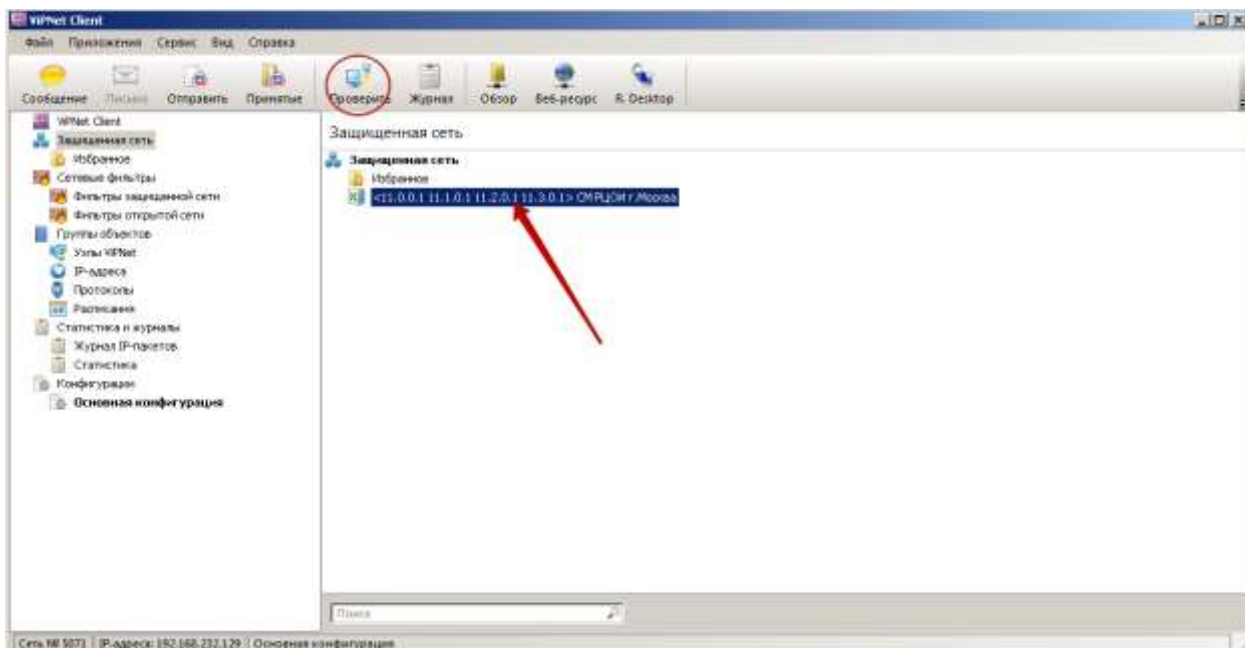 ViPNet Client
Файл Приложения Сервис Вид Справка
Сообщение Письмо Отправить Принятые Проверить Журнал Обзор Веб-ресурс R. Desktop
ViPNet Client
Защищенная сеть
Избранное
Сетевые фильтры
Фильтры защищенной сети
Фильтры открытой сети
Группы объектов
Узлы ViPNet
IP-адреса
Протоколы
Расписания
Статистика и журналы
Журнал IP-пакетов
Статистика
Конфигурации
Основная конфигурация
Защищенная сеть
Защищенная сеть
Избранное
<11.0.0.1 11.1.0.1 11.2.0.1 11.3.0.1> СМ РЦОИ г.Москва
Поиск
Сеть № 5071 IP-адреса: 192.168.232.129 Основная конфигурация